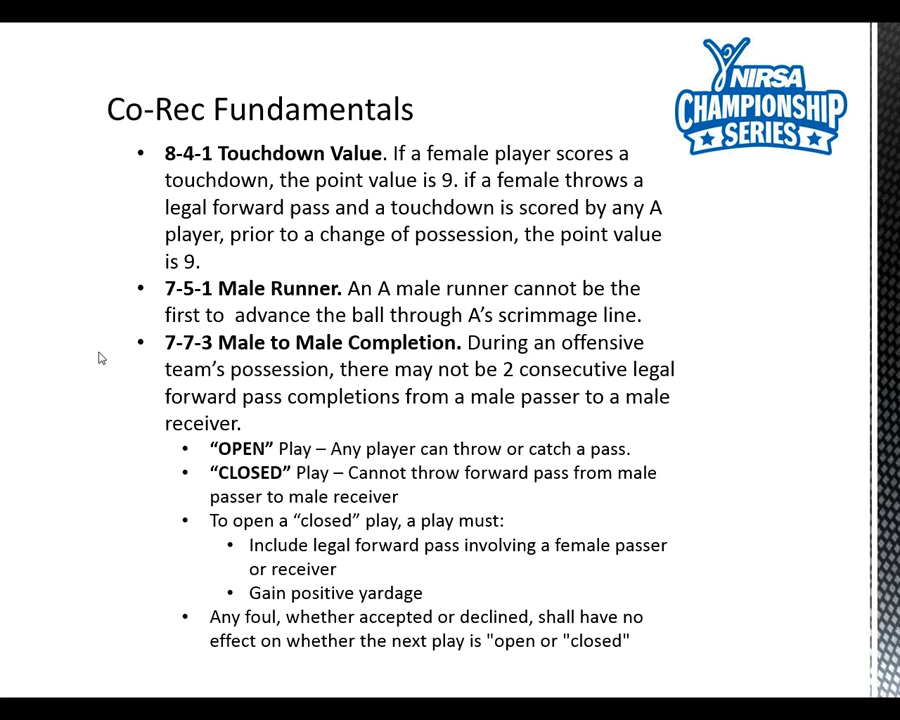 NIRSA
CHAMPIONSHIP
SERIES
Co-Rec Fundamentals
• 8-4-1 Touchdown Value. If a female player scores a
touchdown, the point value is 9. if a female throws a
legal forward pass and a touchdown is scored by any A
player, prior to a change of possession, the point value
is 9.
• 7-5-1 Male Runner. An A male runner cannot be the
first to  advance the ball through A’s scrimmage line.
• 7-7-3 Male to Male Completion. During an offensive
team’s possession, there may not be 2 consecutive legal
forward pass completions from a male passer to a male
receiver.
• “OPEN” Play – Any player can throw or catch a pass.
• “CLOSED” Play – Cannot throw forward pass from male
passer to male receiver
• To open a “closed” play, a play must:
• Include legal forward pass involving a female passer
or receiver
• Gain positive yardage
• Any foul, whether accepted or declined, shall have no
effect on whether the next play is "open or "closed"